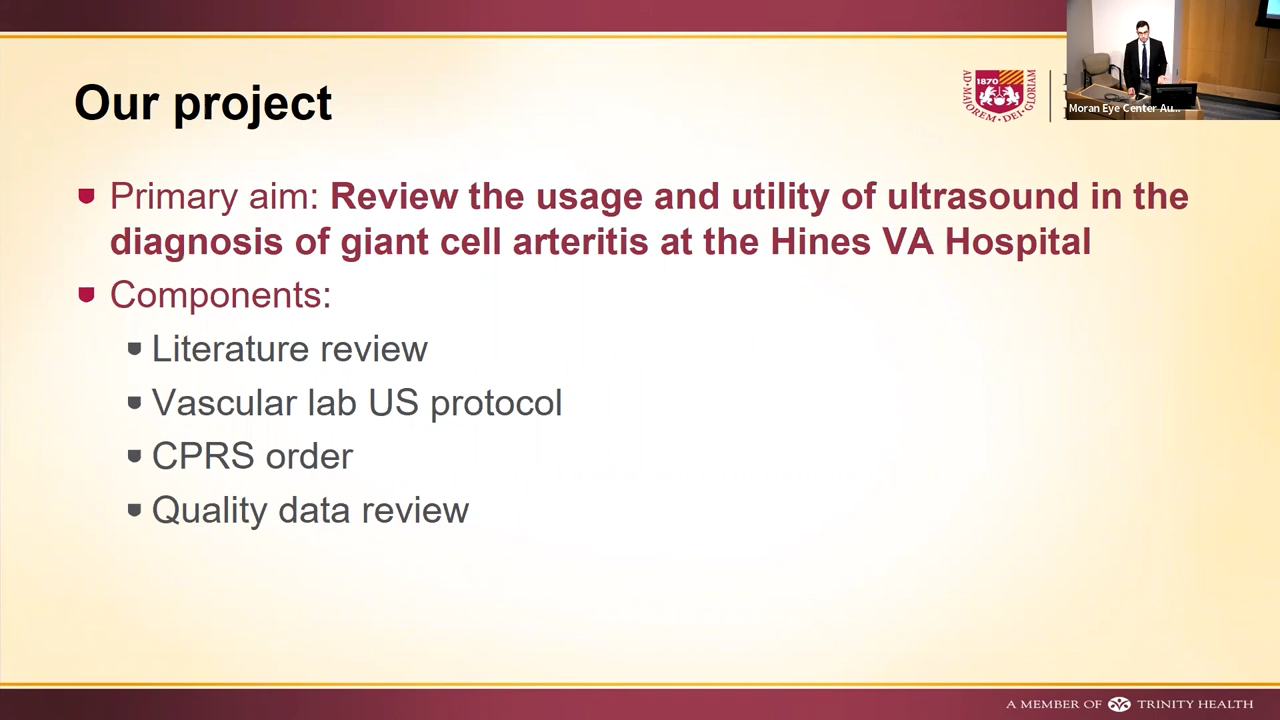 Our project
1870
AD•MAJOREM•DEI•GLORIAM
Moran Eye Center Au...
Primary aim: Review the usage and utility of ultrasound in the
diagnosis of giant cell arteritis at the Hines VA Hospital
Components:
Literature review
Vascular lab US protocol
CPRS order
Quality data review
A MEMBER OF TRINITY HEALTH